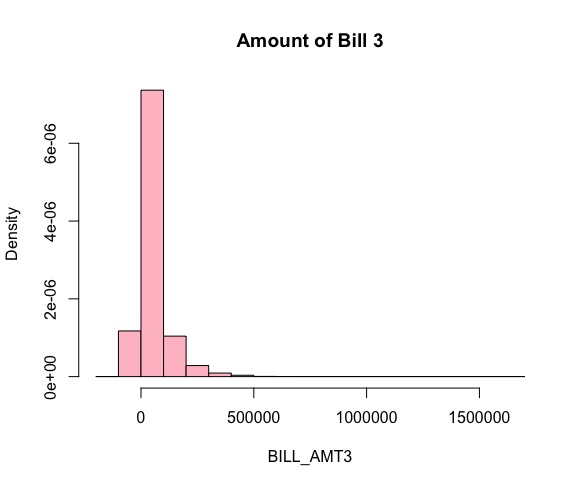 Amount of Bill 3
Density
6e-06
4e-06
2e-06
0e+00
0 500000 1000000 1500000
BILL_AMT3